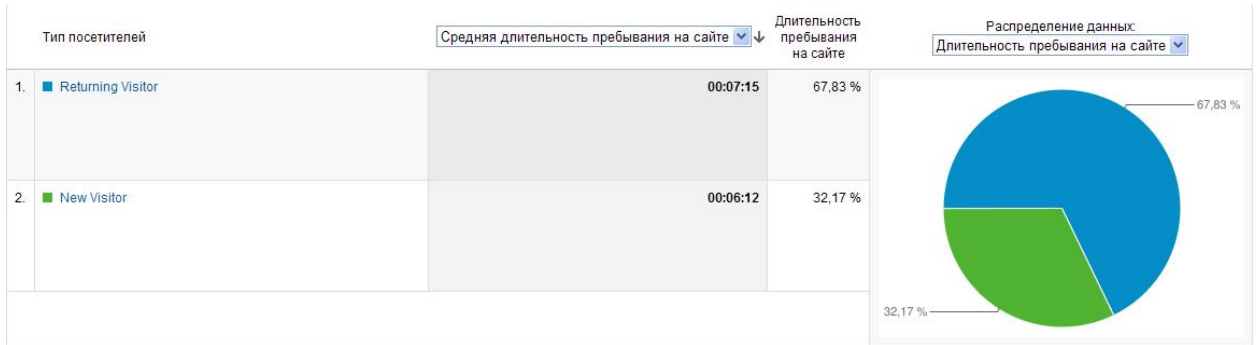 Тип посетителей
Средняя длительность пребывания на сайте
Длительность
пребывания
на сайте
Распределение данных:
Длительность пребывания на сайте
1. Returning Visitor 00:07:15 67,83 %
2. New Visitor 00:06:12 32,17 %
67,83 %
32,17 %